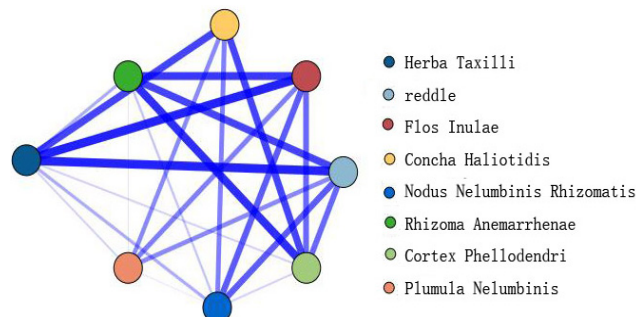 Herba Taxilli
reddle
Flos Inulae
Concha Haliotidis
Nodus Nelumbinis Rhizomatis
Rhizoma Anemarrhenae
Cortex Phellodendri
Plumula Nelumbinis